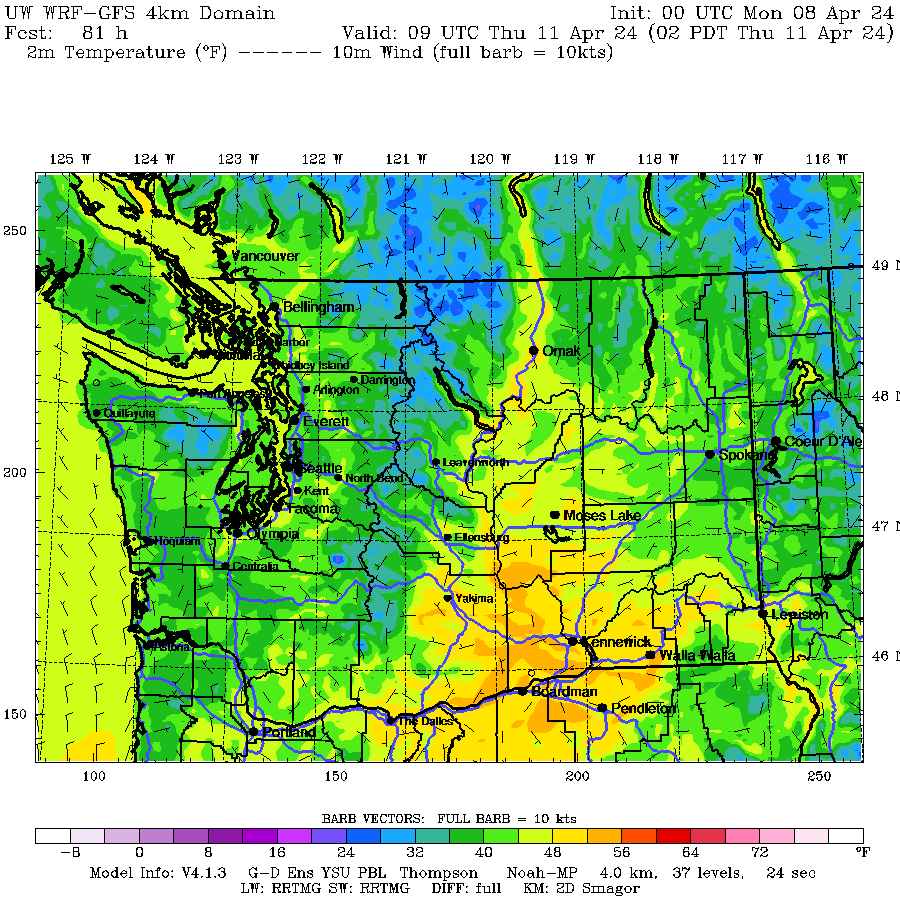 UW WRF-GFS 4km Domain Init: 00 UTC Mon 08 Apr 24
Fcst: 81 h Valid: 09 UTC Thu 11 Apr 24 (02 PDT Thu 11 Apr 24)
2m Temperature (°F) ------ 10m Wind (full barb = 10kts)
125 W 124 W 123 W 122 W 121 W 120 W 119 W 118 W 117 W 116 W
250
Vancouver
49 N
Bellingham
Omak
Darrington
Arlington
48 N
Quillayute
Everett
Coeur D'Ale
Spokane
Leavenworth
200
Seattle
North Bend
Kent
Tacoma
Moses Lake
47 N
Olympia
Ellensburg
Hoquiam
Centralia
Yakima
Lewiston
Kennewick
Astoria
Walla Walla
46 N
Boardman
Pendleton
150
The Dalles
Portland
100 150 200 250
BARB VECTORS: FULL BARB = 10 kts
-8 0 8 16 24 32 40 48 56 64 72 °F
Model Info: V4.1.3 G-D Ens YSU PBL Thompson Noah-MP 4.0 km, 37 levels, 24 sec
LW: RRTMG SW: RRTMG DIFF: full KM: 2D Smagor